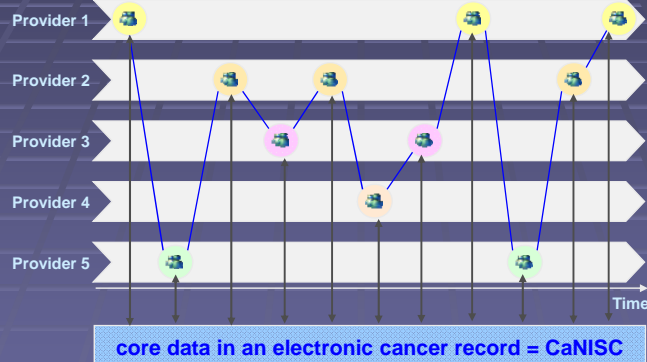 Provider 1
Provider 2
Provider 3
Provider 4
Provider 5
Time
core data in an electronic cancer record = CaNISC